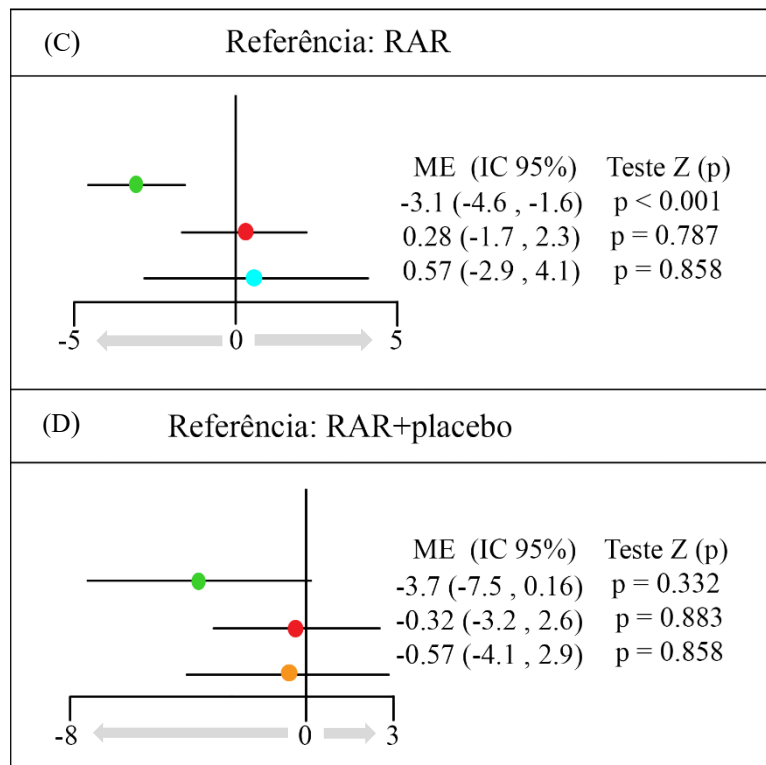 (C) Referência: RAR
ME (IC 95%) Teste Z (p)
-3.1 (-4.6 , -1.6) p < 0.001
0.28 (-1.7 , 2.3) p = 0.787
0.57 (-2.9 , 4.1) p = 0.858
-5 0 5
(D) Referência: RAR+placebo
ME (IC 95%) Teste Z (p)
-3.7 (-7.5 , 0.16) p = 0.332
-0.32 (-3.2 , 2.6) p = 0.883
-0.57 (-4.1 , 2.9) p = 0.858
-8 0 3